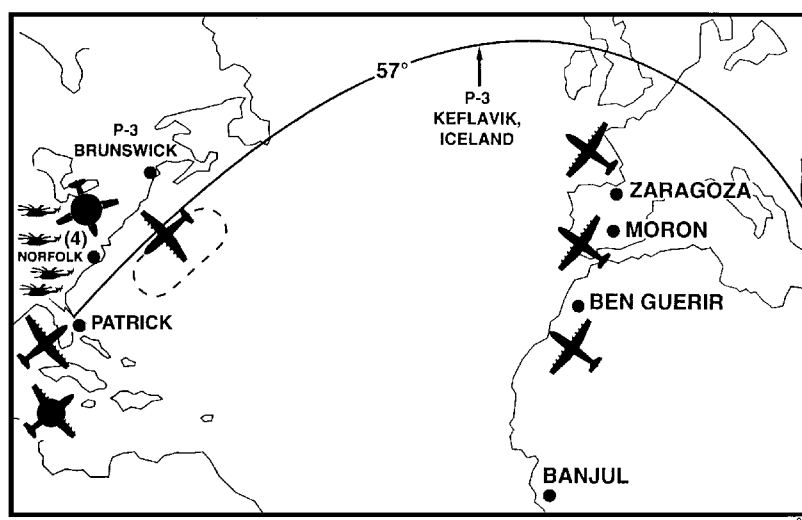 57°
P-3
KEFLAVIK,
ICELAND
P-3
BRUNSWICK
ZARAGOZA
(4)
MORON
NORFOLK
BEN GUERIR
PATRICK
BANJUL